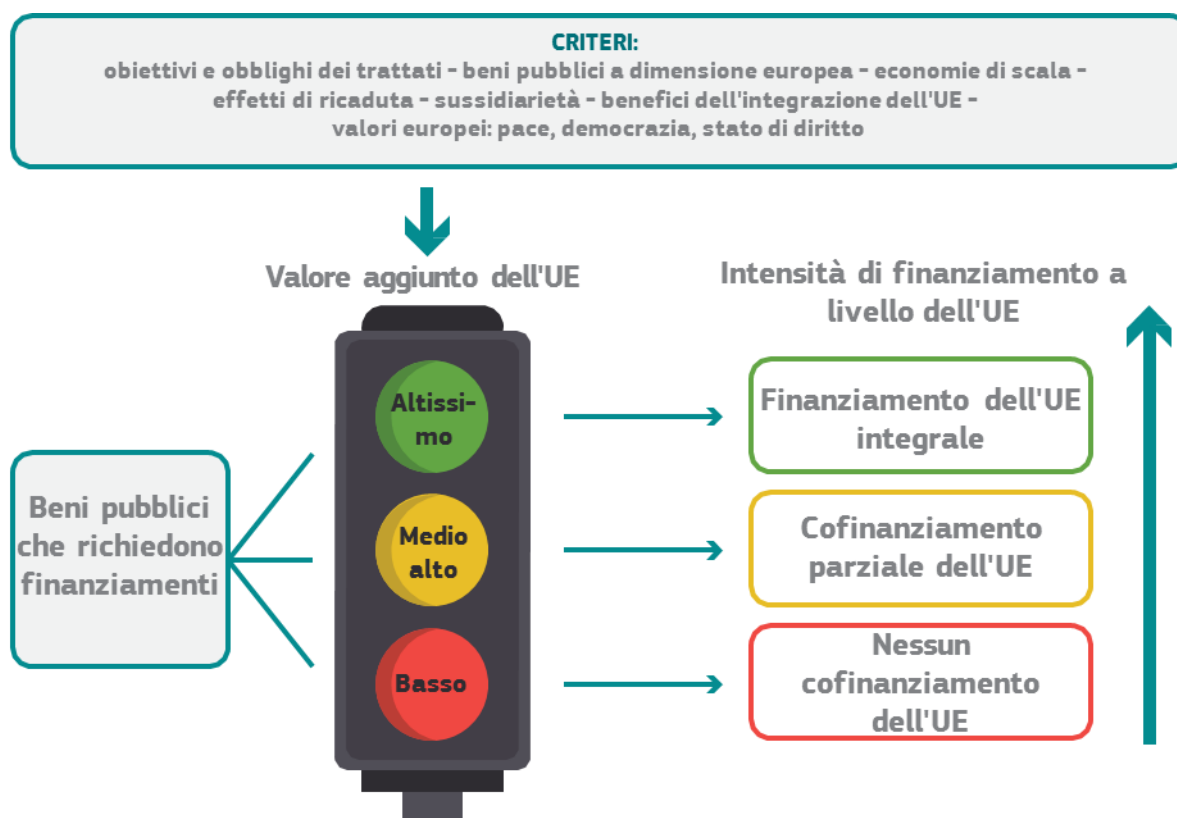 CRITERI:
obiettivi e obblighi dei trattati - beni pubblici a dimensione europea - economie di scala -
effetti di ricaduta - sussidiarietà - benefici dell'integrazione dell'UE -
valori europei: pace, democrazia, stato di diritto
Valore aggiunto dell'UE
Intensità di finanziamento a
livello dell'UE
Beni pubblici
che richiedono
finanziamenti
Altissi-
mo
Finanziamento dell'UE
integrale
Medio
alto
Cofinanziamento
parziale dell'UE
Basso
Nessun
cofinanziamento
dell'UE